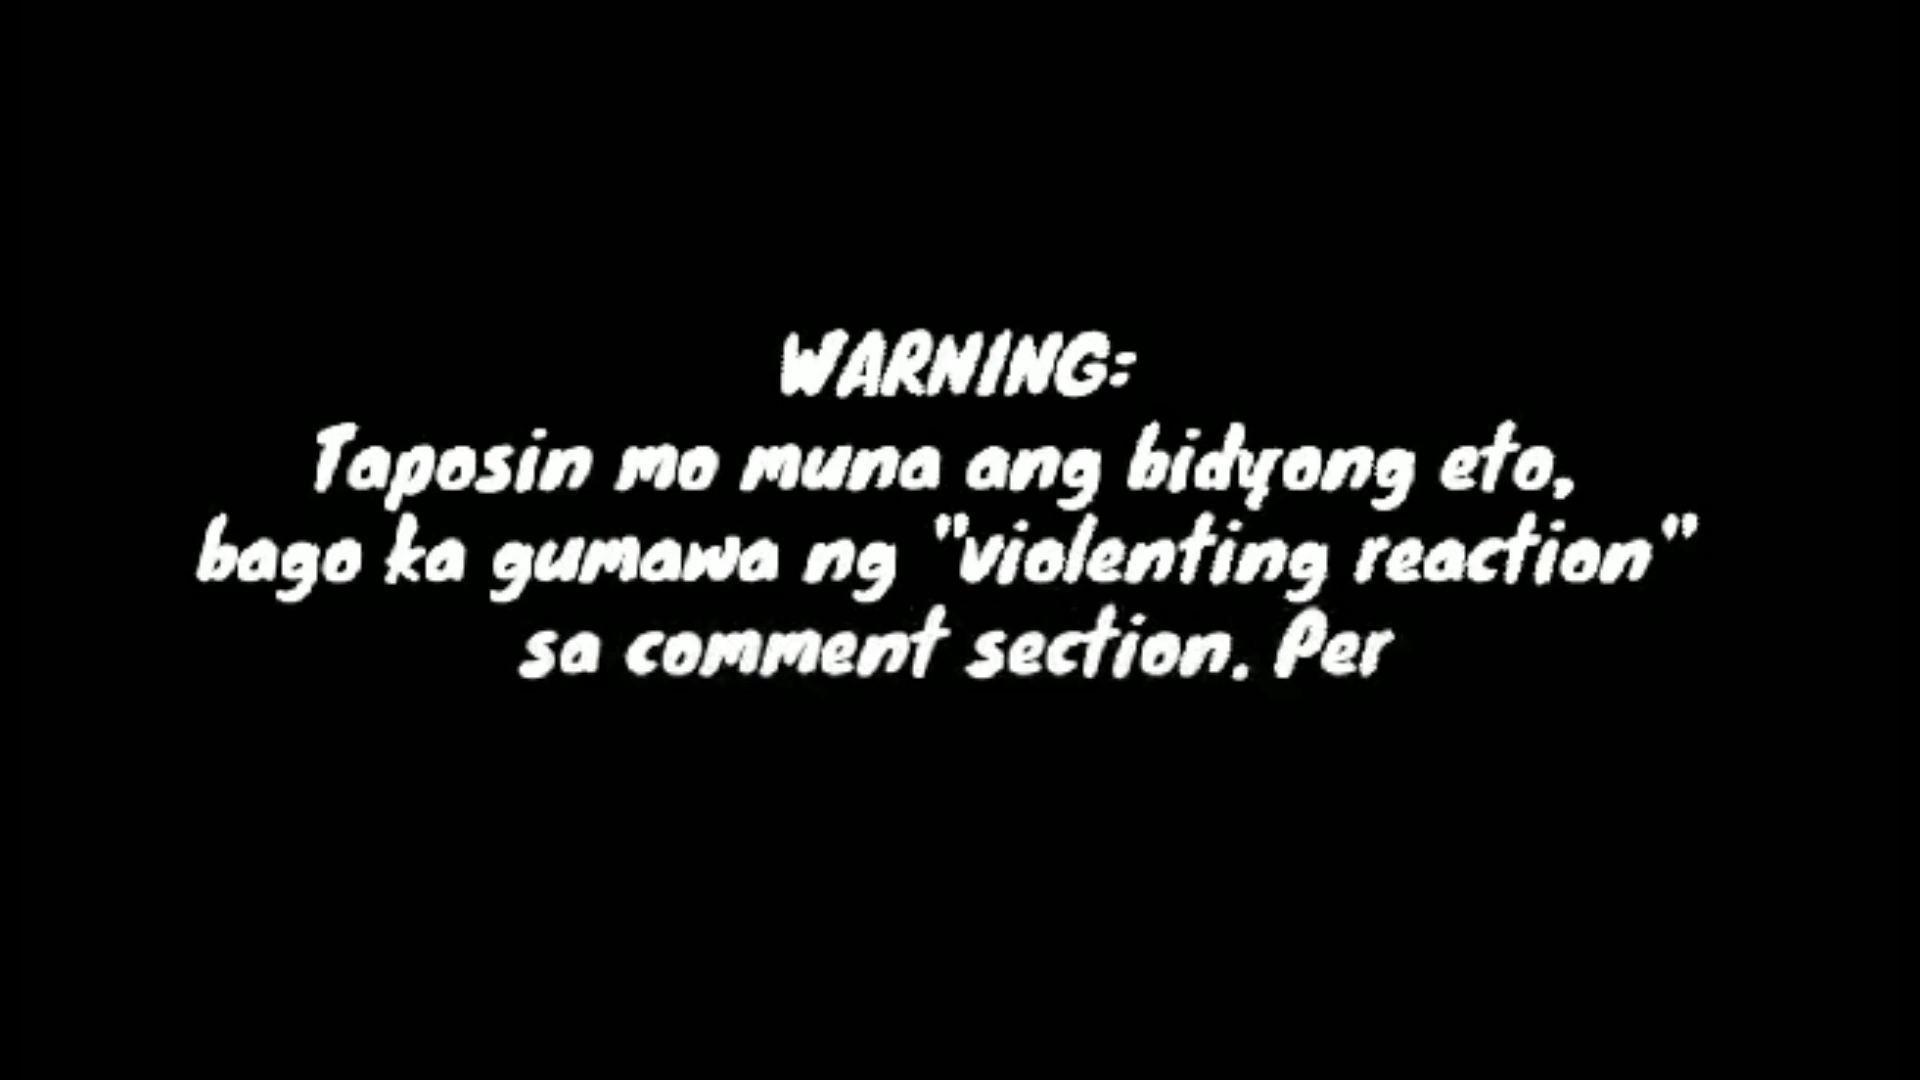 WARNING:
Taposin mo muna ang bidyong eto,
bago ka gumawa ng "violenting reaction"
sa comment section. Per